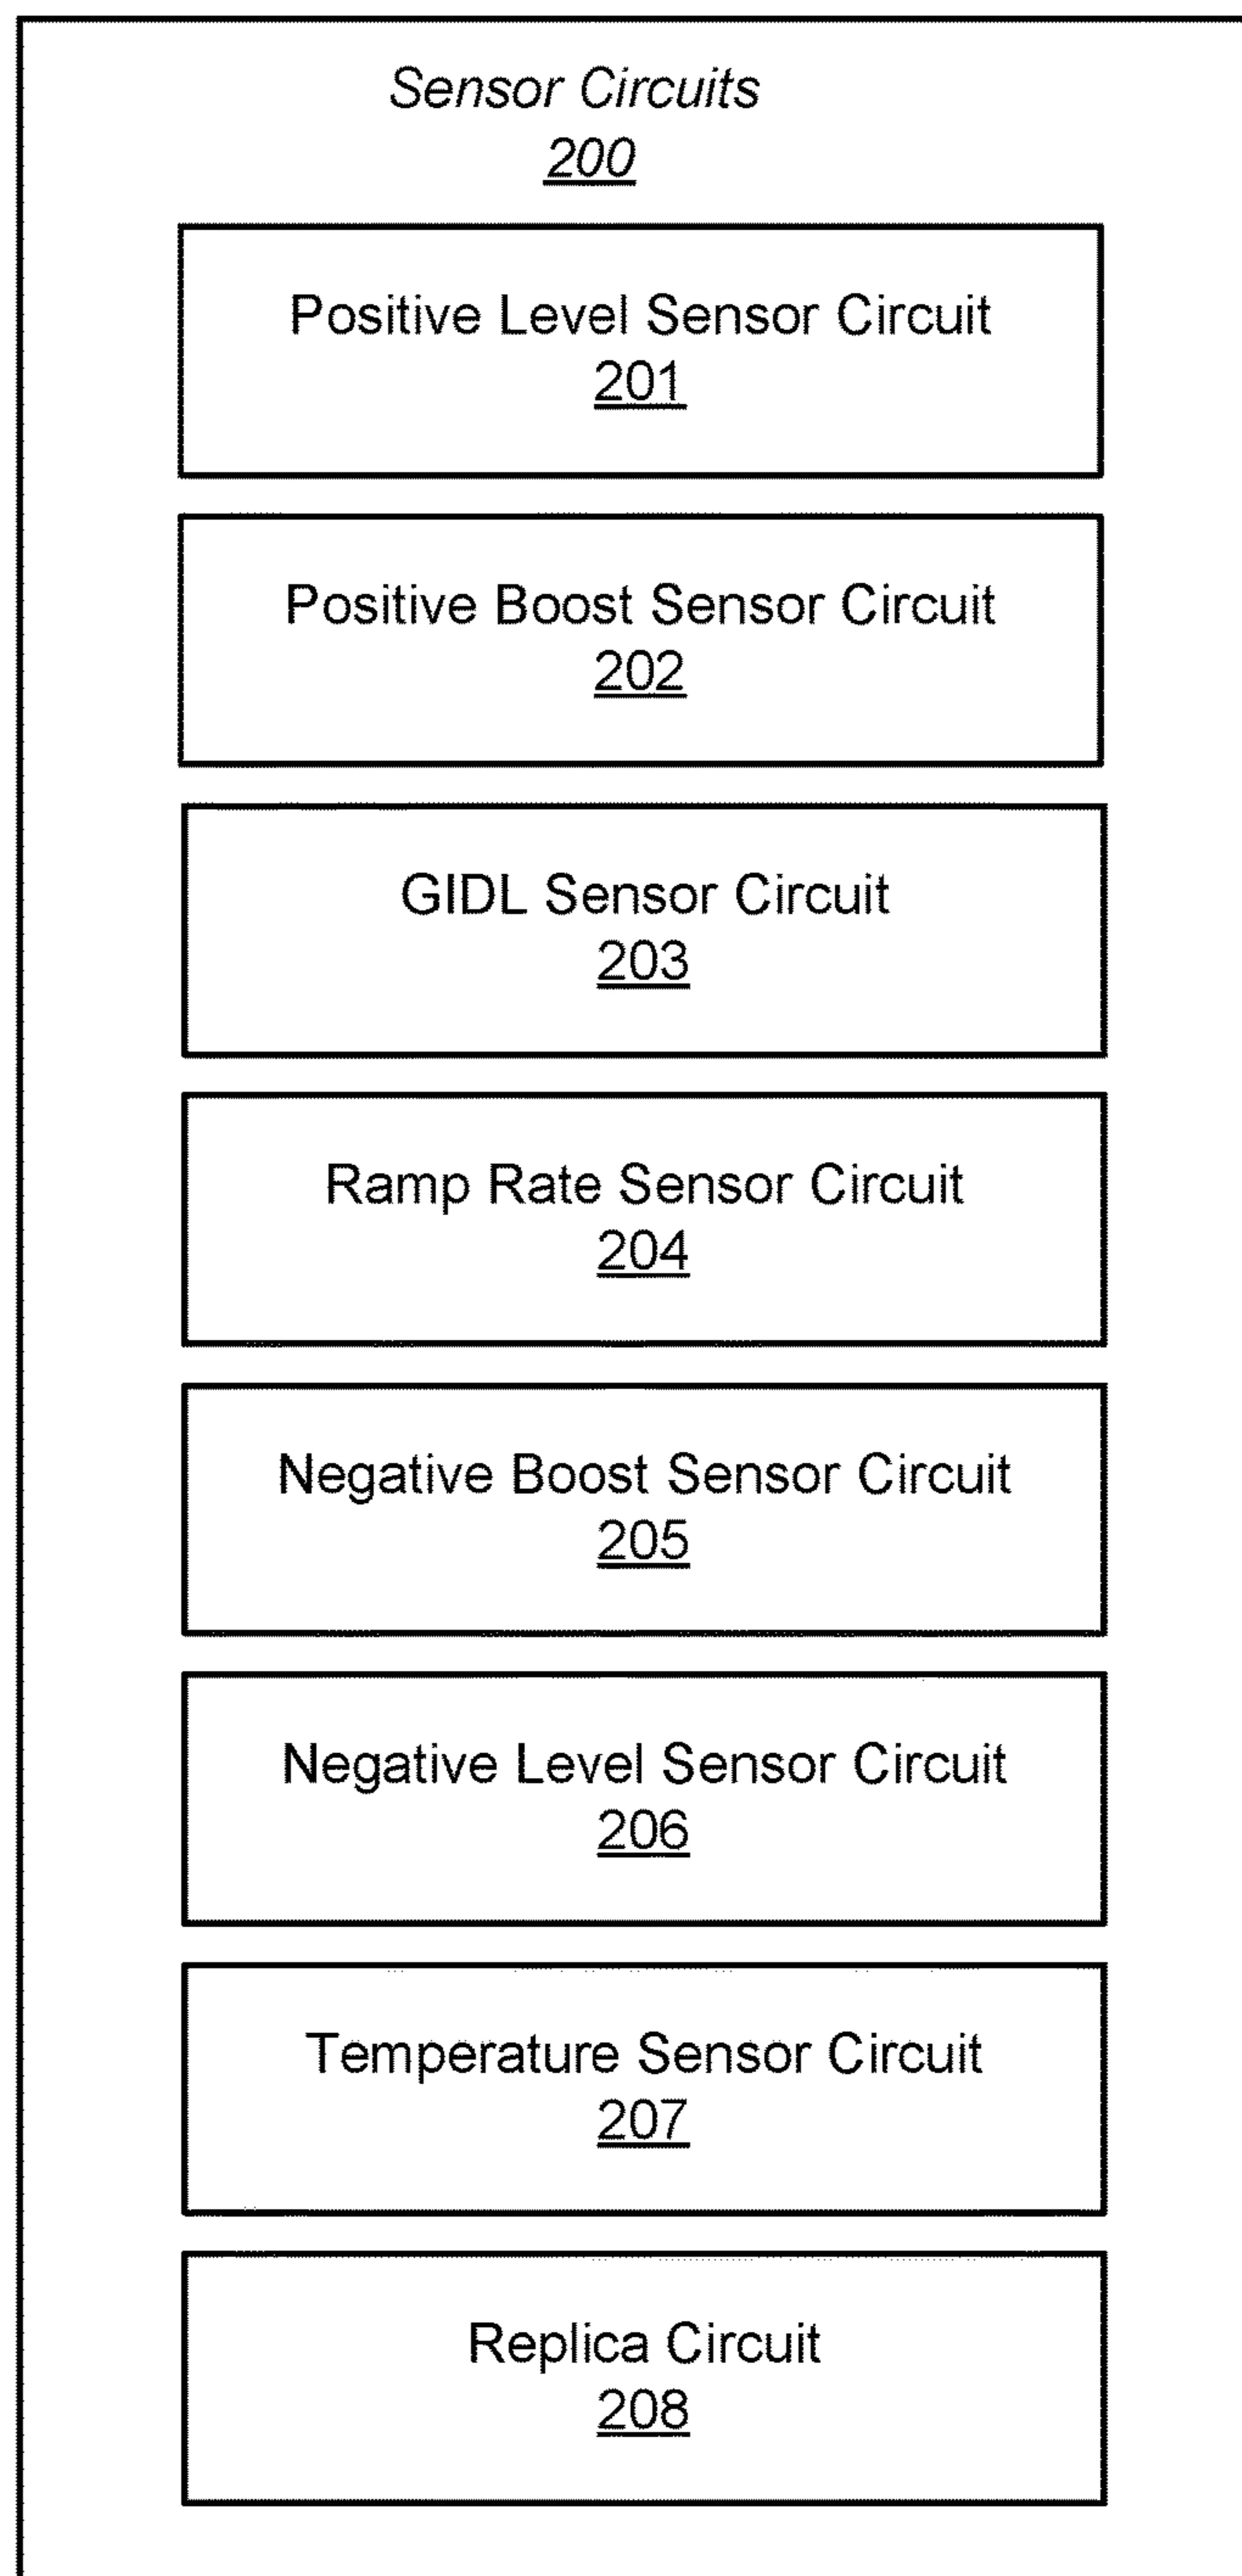 Sensor Circuits
200
Positive Level Sensor Circuit
201
Positive Boost Sensor Circuit
202
GIDL Sensor Circuit
203
Ramp Rate Sensor Circuit
204
Negative Boost Sensor Circuit
205
Negative Level Sensor Circuit
206
Temperature Sensor Circuit
207
Replica Circuit
208